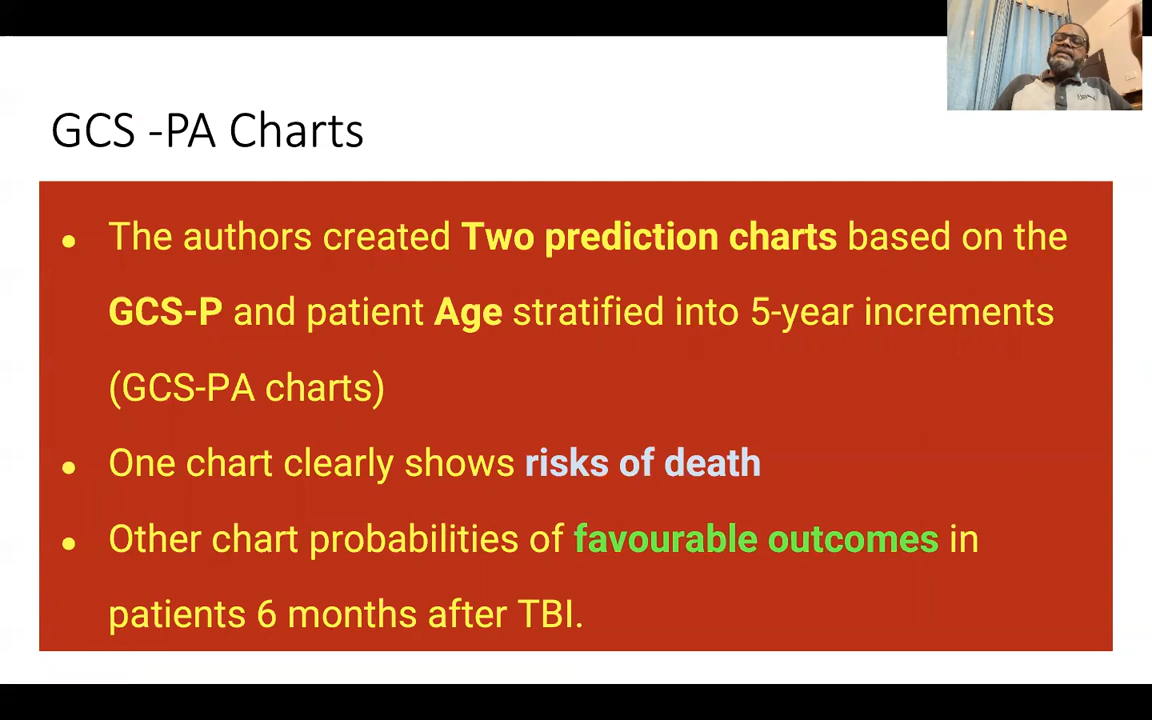 GCS -PA Charts
• The authors created Two prediction charts based on the
GCS-P and patient Age stratified into 5-year increments
(GCS-PA charts)
• One chart clearly shows risks of death
• Other chart probabilities of favourable outcomes in
patients 6 months after TBI.